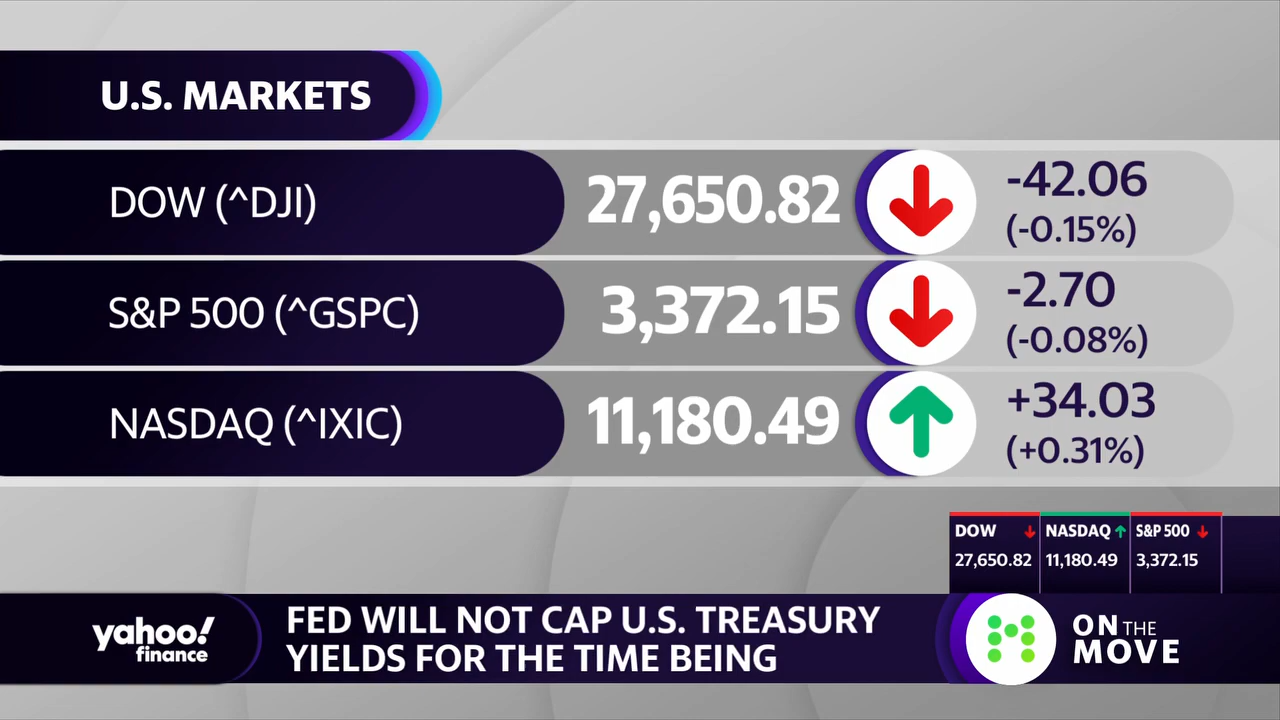 U.S. MARKETS
DOW (^DJI) 27,650.82 -42.06
(-0.15%)
S&P 500 (^GSPC) 3,372.15 -2.70
(-0.08%)
NASDAQ (^IXIC) 11,180.49 +34.03
(+0.31%)
DOW NASDAQ S&P 500
27,650.82 11,180.49 3,372.15
yahoo!
finance
FED WILL NOT CAP U.S. TREASURY
YIELDS FOR THE TIME BEING
ON THE
MOVE